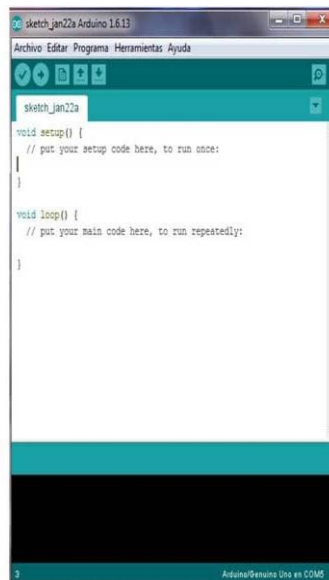 sketch_jan22a Arduino 1.6.13
Archivo Editar Programa Herramientas Ayuda
sketch_jan22a
void setup() {
// put your setup code here, to run once:
}
void loop() {
// put your main code here, to run repeatedly:
}
3
Arduino/Genuino Uno en COM5